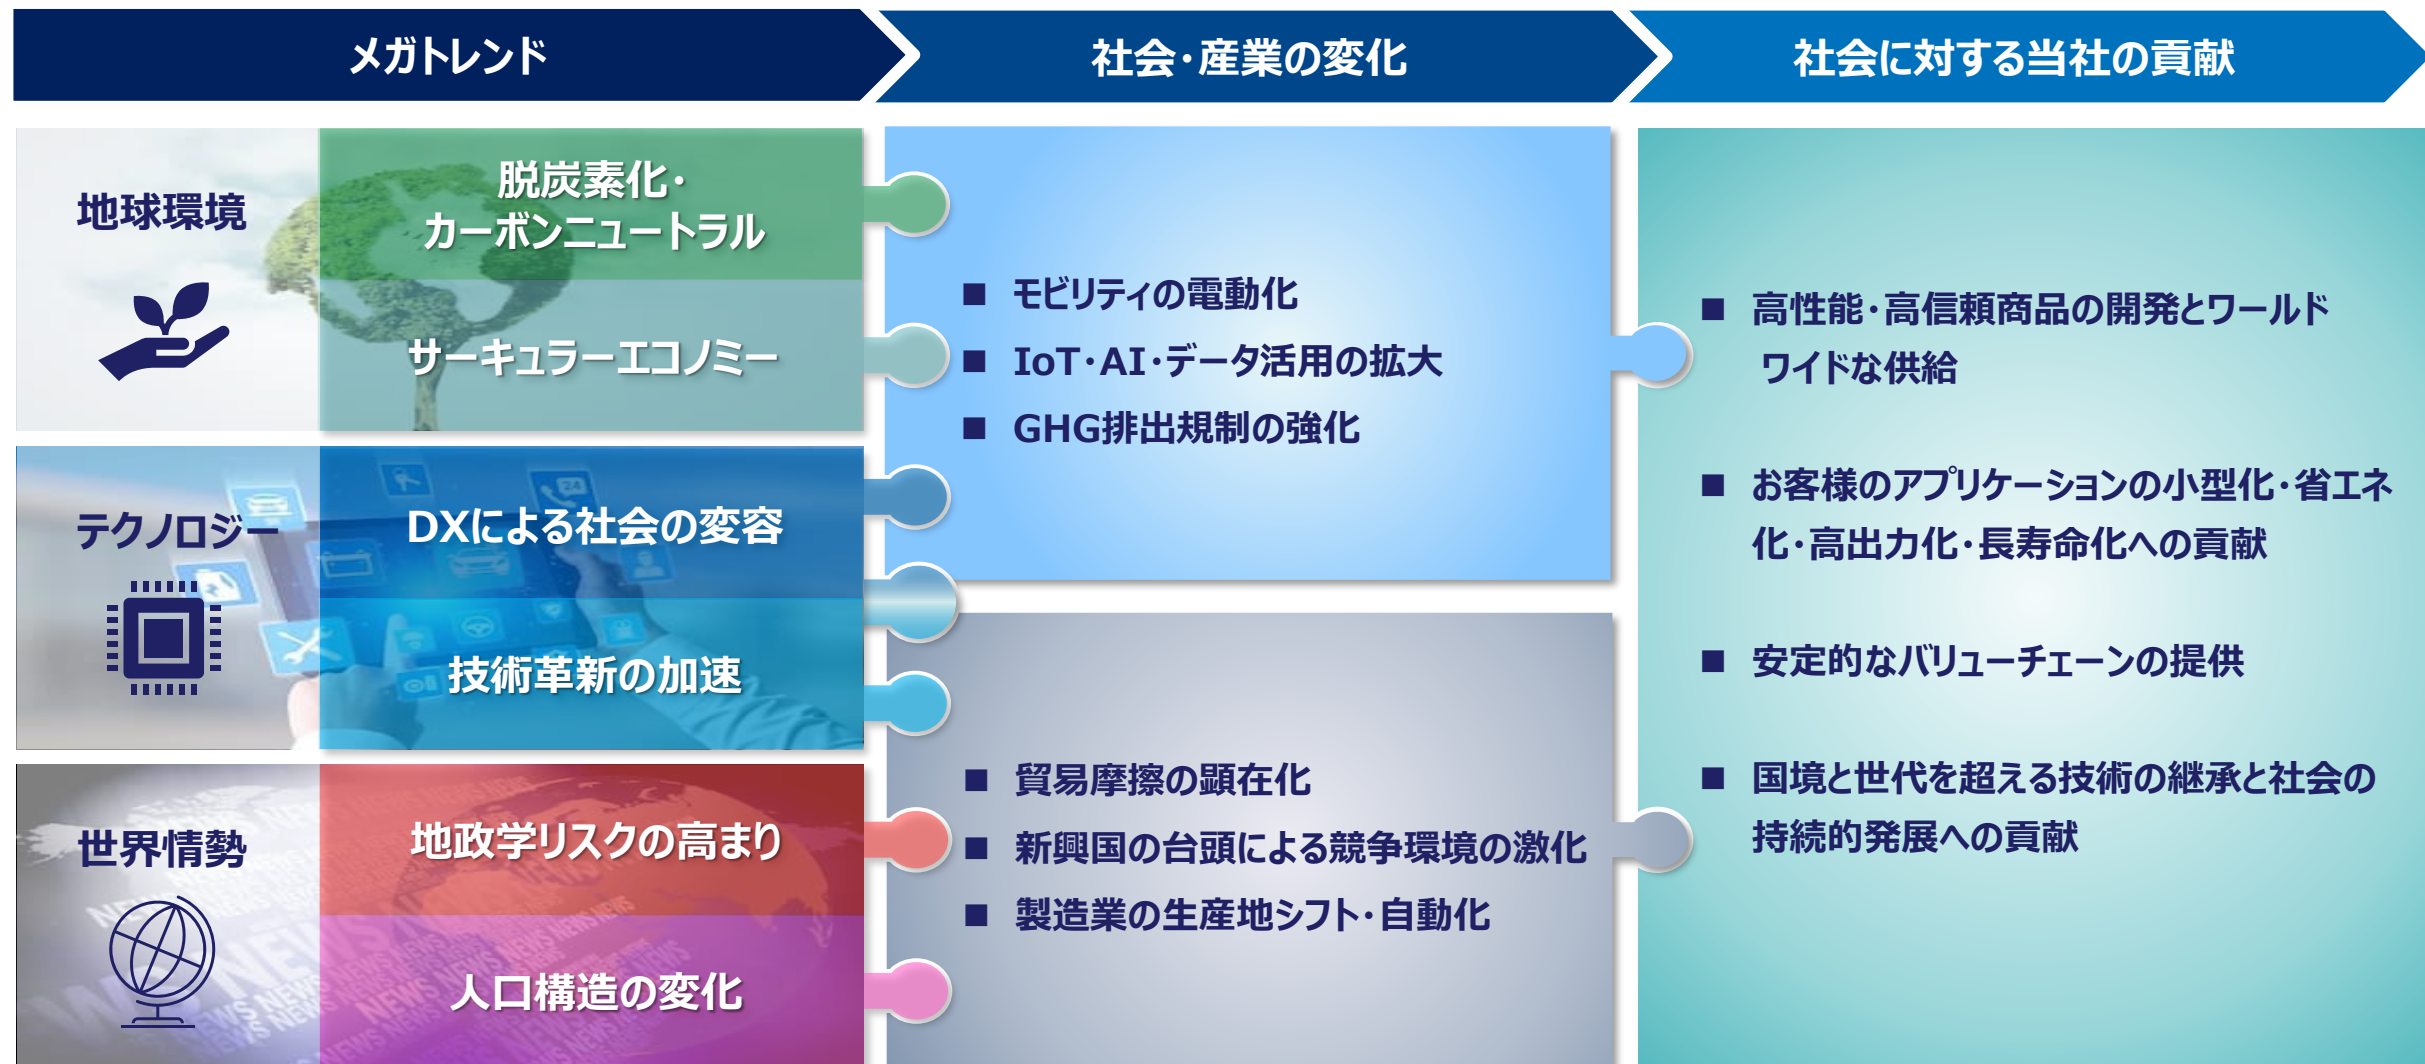 メガトレンド
社会・産業の変化
社会に対する当社の貢献
地球環境
脱炭素化・
カーボンニュートラル
サーキュラーエコノミー
テクノロジー
DXによる社会の変容
技術革新の加速
世界情勢
地政学リスクの高まり
人口構造の変化
■ モビリティの電動化
■ IoT・AI・データ活用の拡大
■ GHG排出規制の強化
■ 貿易摩擦の顕在化
■ 新興国の台頭による競争環境の激化
■ 製造業の生産地シフト・自動化
■ 高性能・高信頼商品の開発とワールド
ワイドな供給
■ お客様のアプリケーションの小型化・省エネ
化・高出力化・長寿命化への貢献
■ 安定的なバリューチェーンの提供
■ 国境と世代を超える技術の継承と社会の
持続的発展への貢献